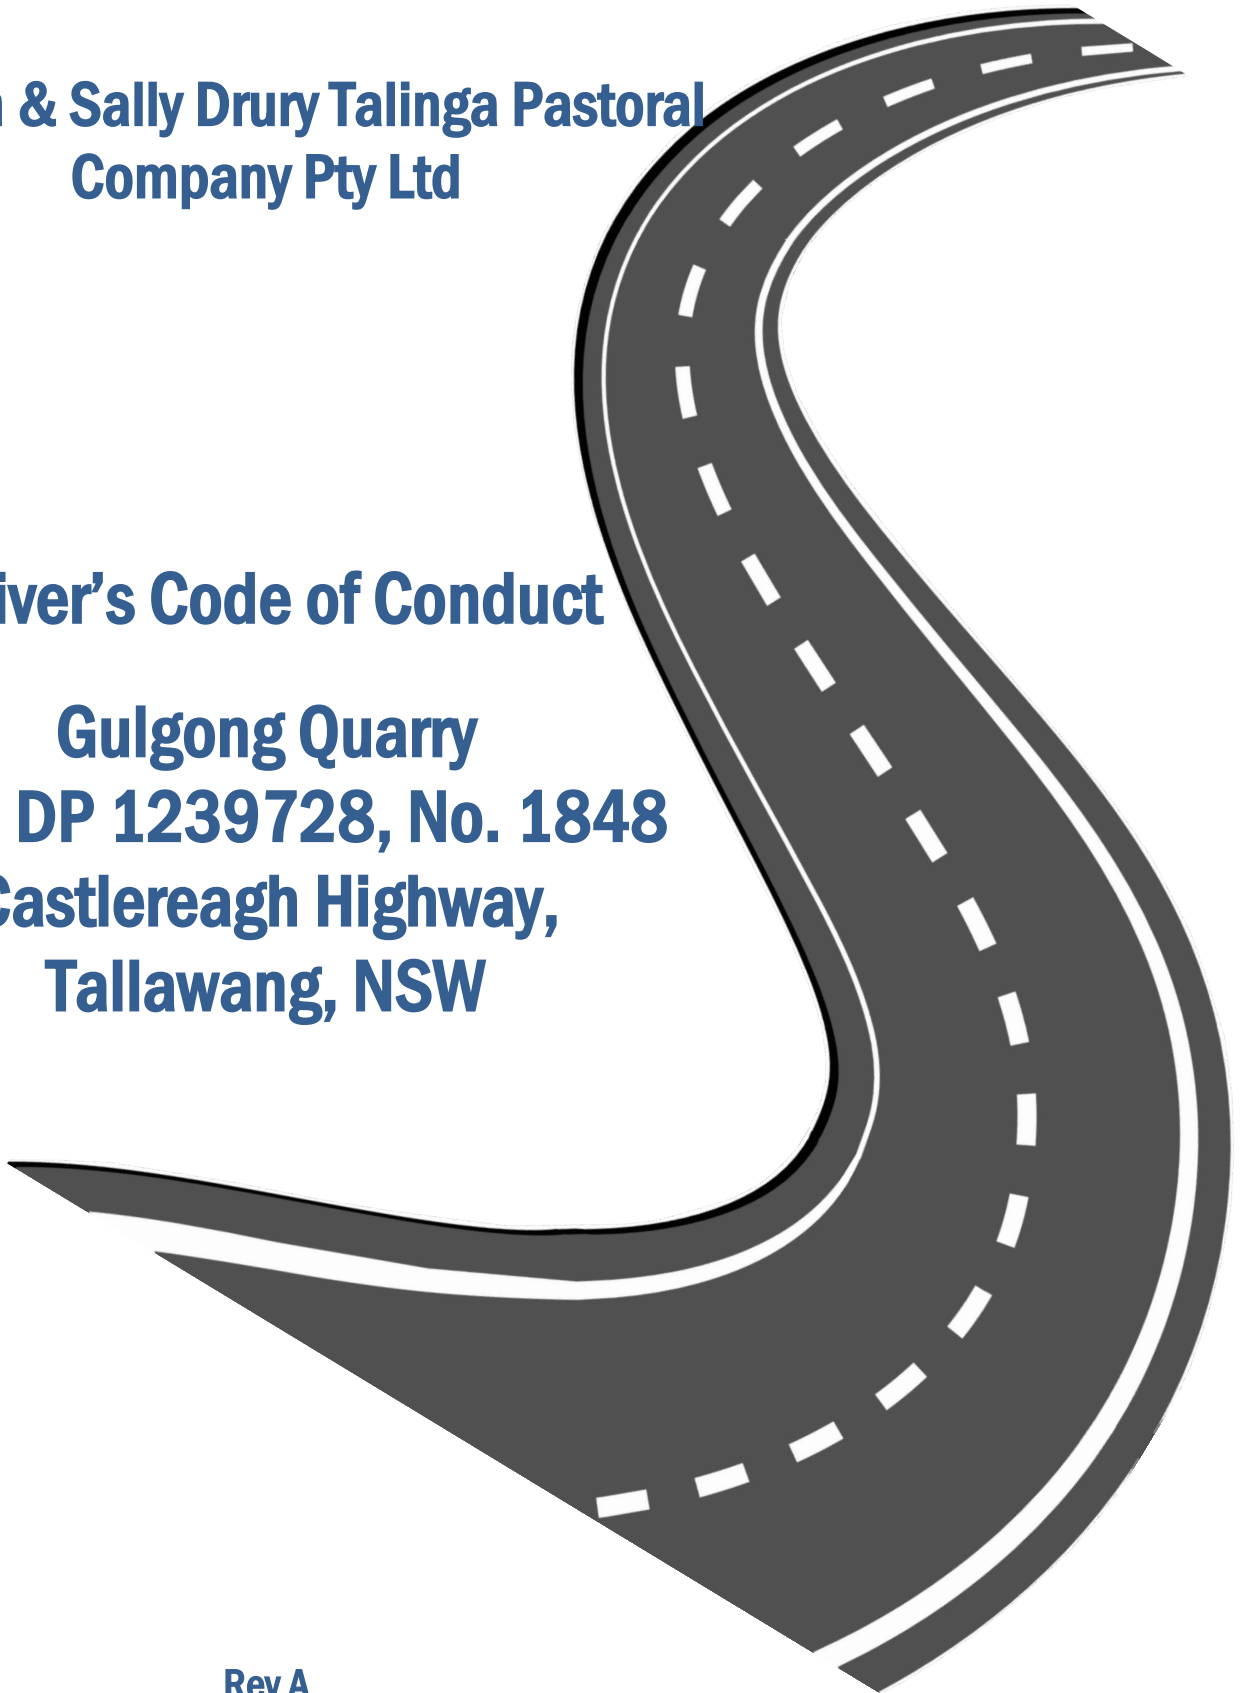 & Sally Drury Talinga Pastoral
Company Pty Ltd
iver's Code of Conduct
Gulgong Quarry
DP 1239728, No. 1848
Castlereagh Highway,
Tallawang, NSW
Rev A